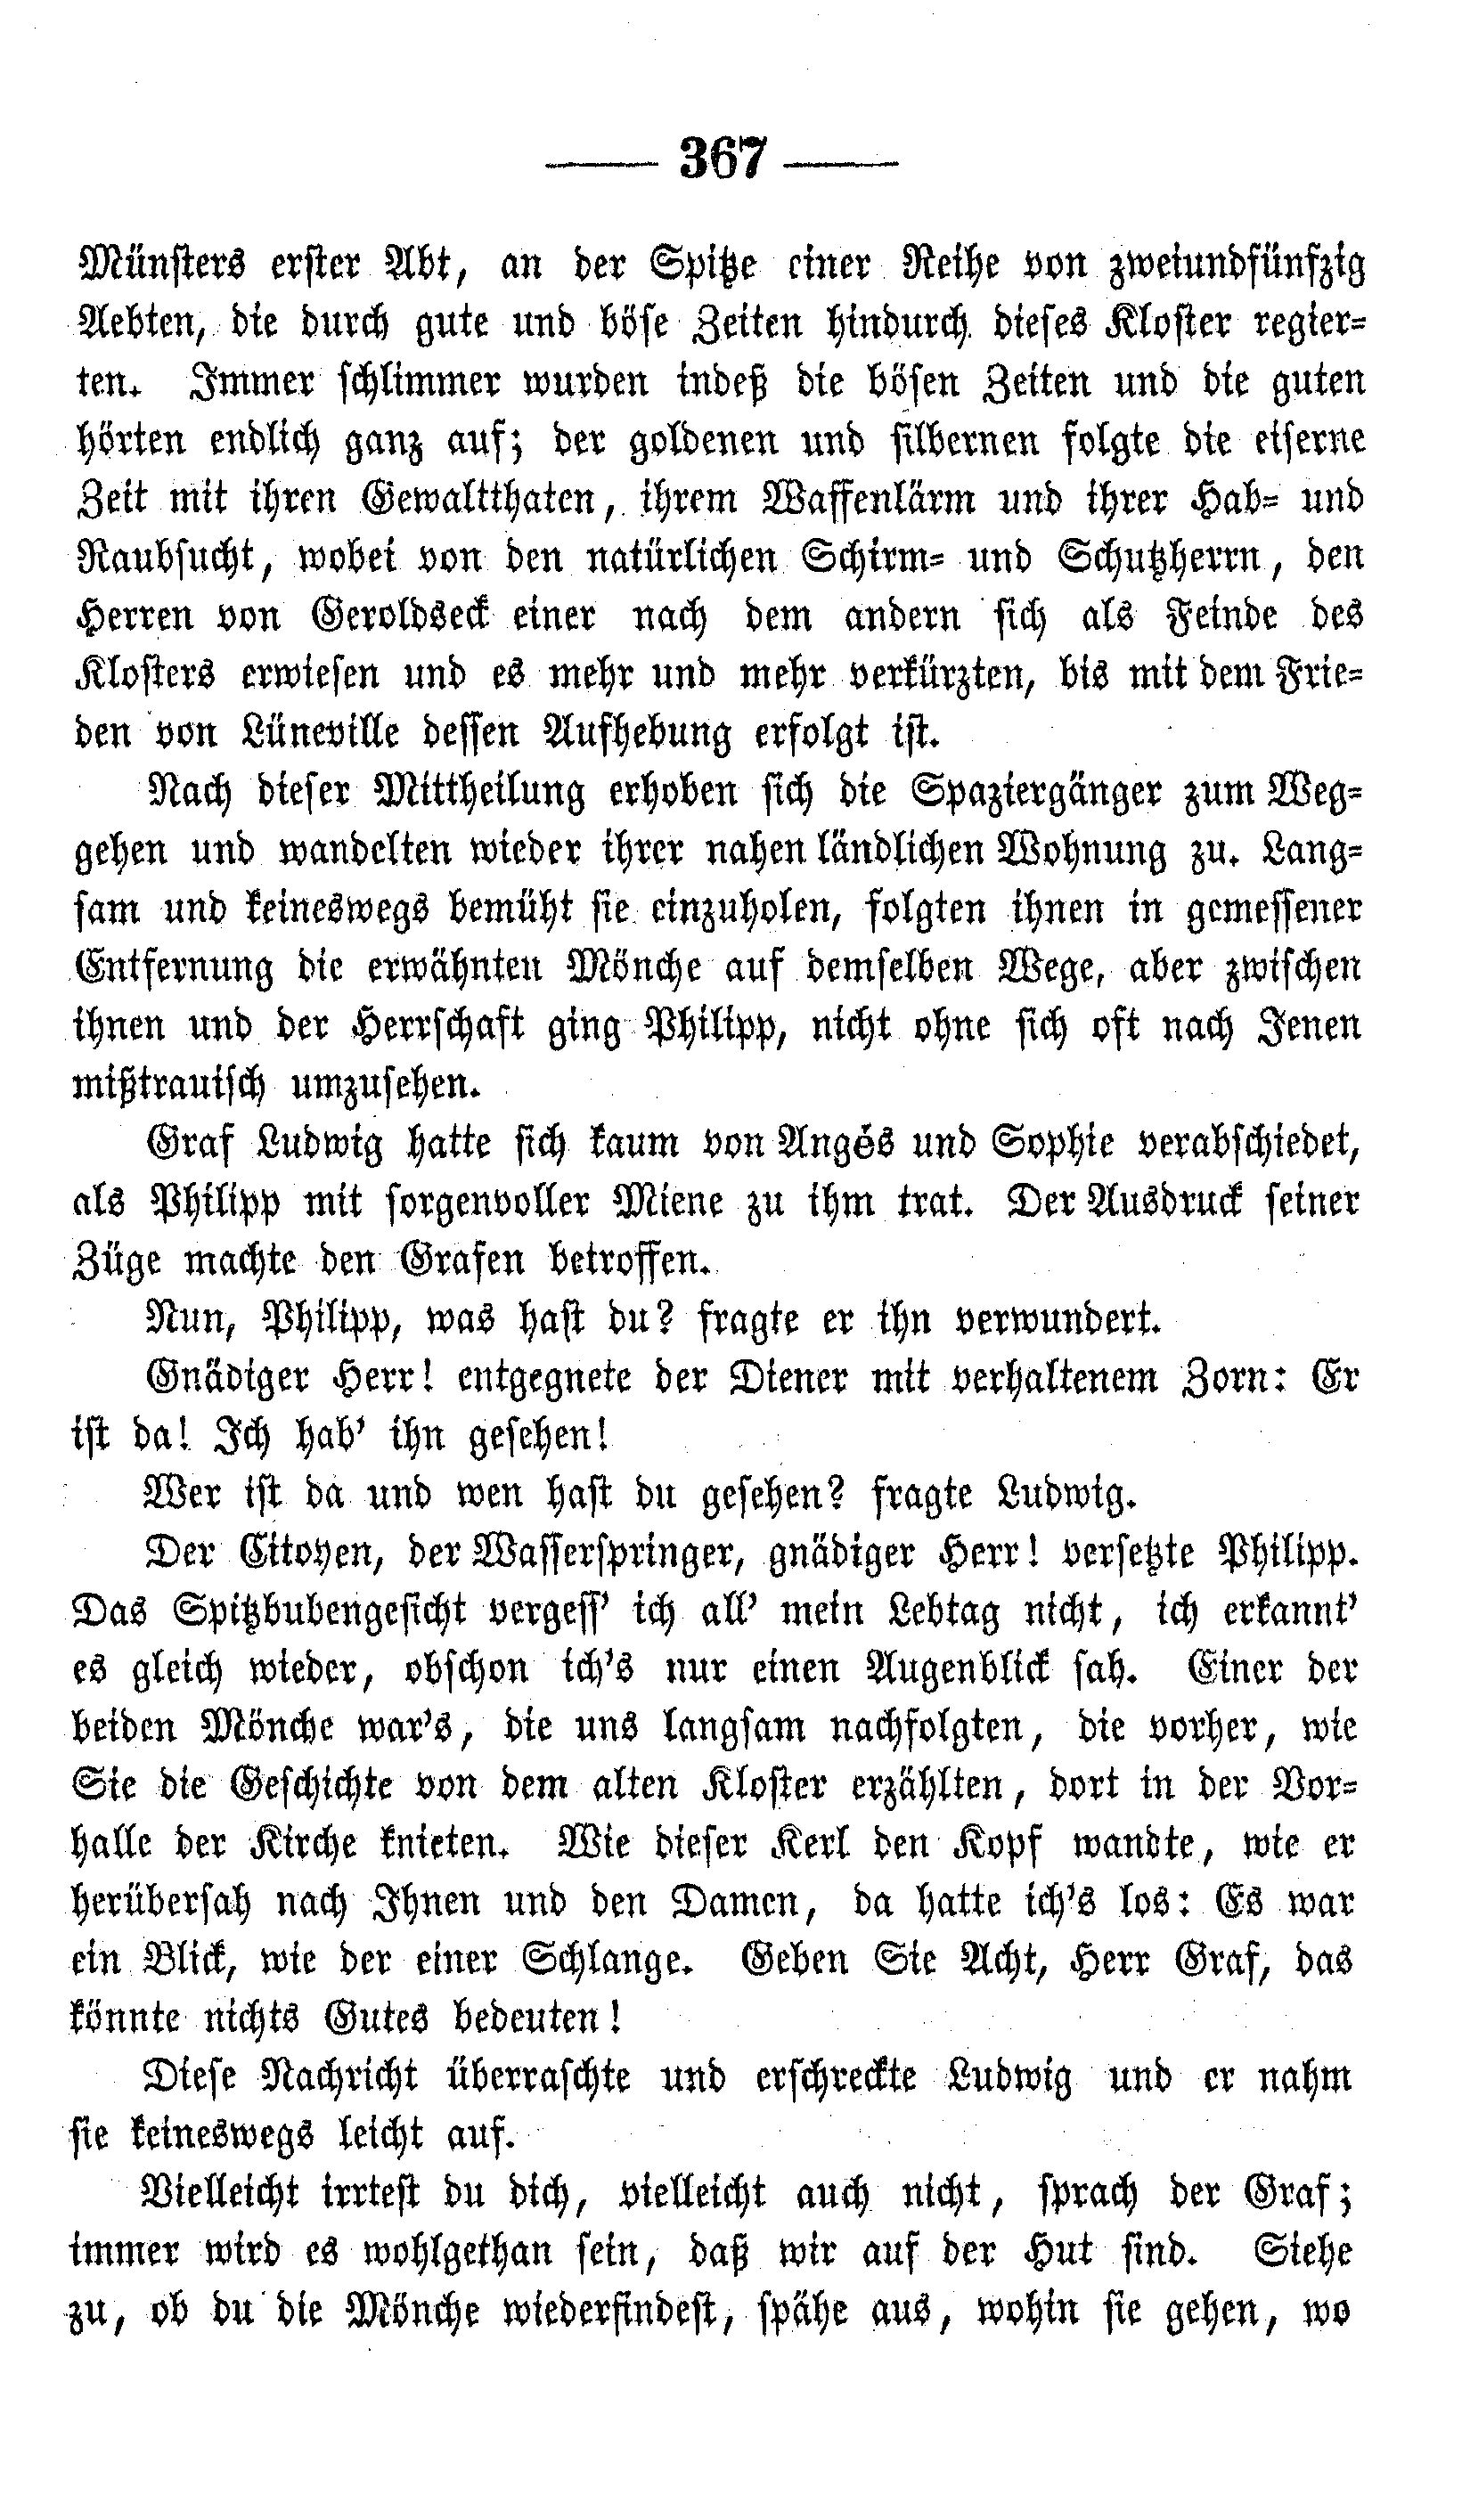 — 367 —
Münsters erster Abt, an der Spitze einer Reihe von zweiundfünfzig
Aebten, die durch gute und böse Zeiten hindurch dieses Kloster regier-
ten. Immer schlimmer wurden indeß die bösen Zeiten und die guten
hörten endlich ganz auf; der goldenen und silbernen folgte die eiserne
Zeit mit ihren Gewaltthaten, ihrem Waffenlärm und ihrer Hab- und
Raubsucht, wobei von den natürlichen Schirm- und Schutzherrn, den
Herren von Geroldseck einer nach dem andern sich als Feinde des
Klosters erwiesen und es mehr und mehr verkürzten, bis mit dem Frie-
den von Lüneville dessen Aufhebung erfolgt ist.
Nach dieser Mittheilung erhoben sich die Spaziergänger zum Weg-
gehen und wandelten wieder ihrer nahen ländlichen Wohnung zu. Lang-
sam und keineswegs bemüht sie einzuholen, folgten ihnen in gemessener
Entfernung die erwähnten Mönche auf demselben Wege, aber zwischen
ihnen und der Herrschaft ging Philipp, nicht ohne sich oft nach Jenen
mißtrauisch umzusehen.
Graf Ludwig hatte sich kaum von Angés und Sophie verabschiedet,
als Philipp mit sorgenvoller Miene zu ihm trat. Der Ausdruck seiner
Züge machte den Grafen betroffen.
Nun, Philipp, was hast du? fragte er ihn verwundert.
Gnädiger Herr! entgegnete der Diener mit verhaltenem Zorn: Er
ist da! Ich hab' ihn gesehen!
Wer ist da und wen hast du gesehen? fragte Ludwig.
Der Citoyen, der Wasserspringer, gnädiger Herr! versetzte Philipp.
Das Spitzbubengesicht vergess' ich all' mein Lebtag nicht, ich erkannt'
es gleich wieder, obschon ich's nur einen Augenblick sah. Einer der
beiden Mönche war's, die uns langsam nachfolgten, die vorher, wie
Sie die Geschichte von dem alten Kloster erzählten, dort in der Vor-
halle der Kirche knieten. Wie dieser Kerl den Kopf wandte, wie er
herübersah nach Ihnen und den Damen, da hatte ich's los: Es war
ein Blick, wie der einer Schlange. Geben Sie Acht, Herr Graf, das
könnte nichts Gutes bedeuten!
Diese Nachricht überraschte und erschreckte Ludwig und er nahm
sie keineswegs leicht auf.
Vielleicht irrtest du dich, vielleicht auch nicht, sprach der Graf;
immer wird es wohlgethan sein, daß wir auf der Hut sind. Siehe
zu, ob du die Mönche wiederfindest, spähe aus, wohin sie gehen, wo